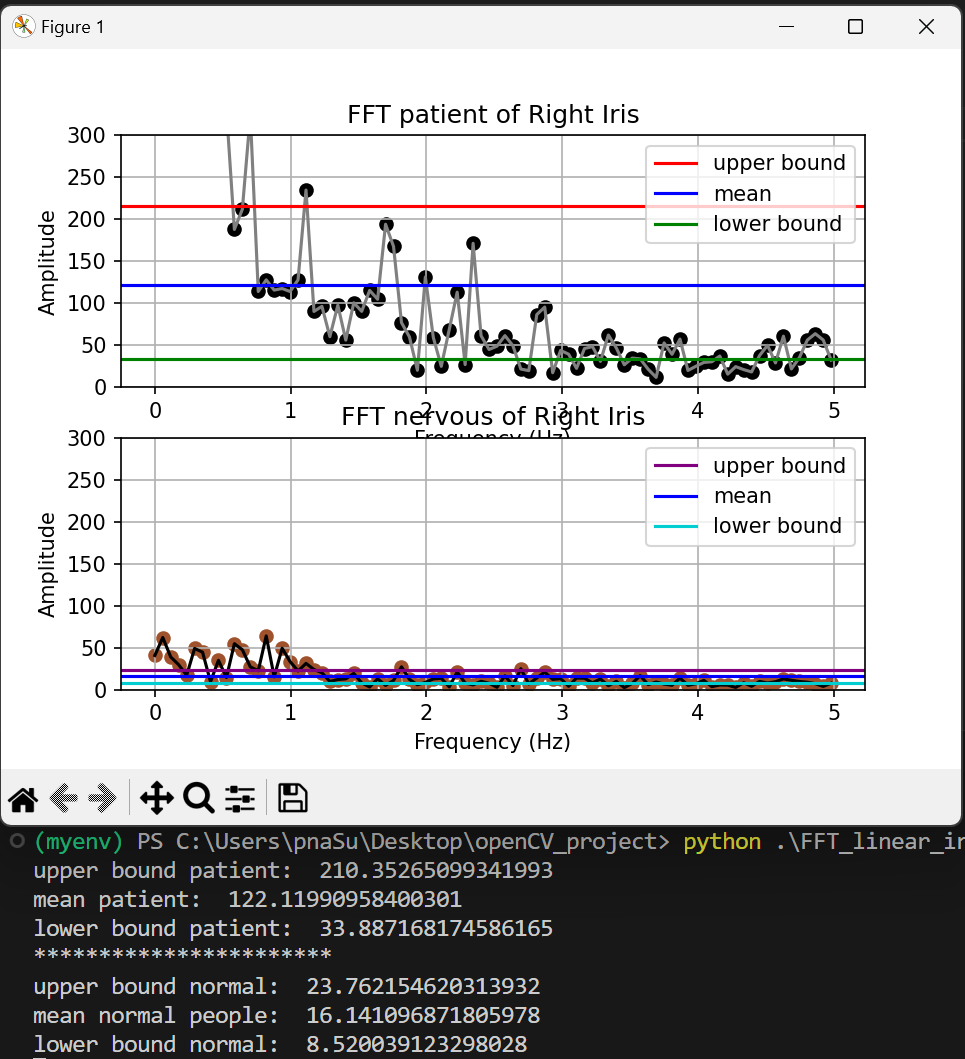 Figure 1
FFT patient of Right Iris
300
250
200
150
100
50
0
Amplitude
upper bound
mean
lower bound
0 1 2 3 4 5
Frequency (Hz)
FFT nervous of Right Iris
300
250
200
150
100
50
0
Amplitude
upper bound
mean
lower bound
0 1 2 3 4 5
Frequency (Hz)
(myenv) PS C:\Users\pnaSu\Desktop\openCV_project> python .\FFT_linear_ir
upper bound patient:  210.35265099341993
mean patient:  122.11990958400301
lower bound patient:  33.887168174586165
***********************
upper bound normal:  23.762154620313932
mean normal people:  16.141096871805978
lower bound normal:  8.520039123298028